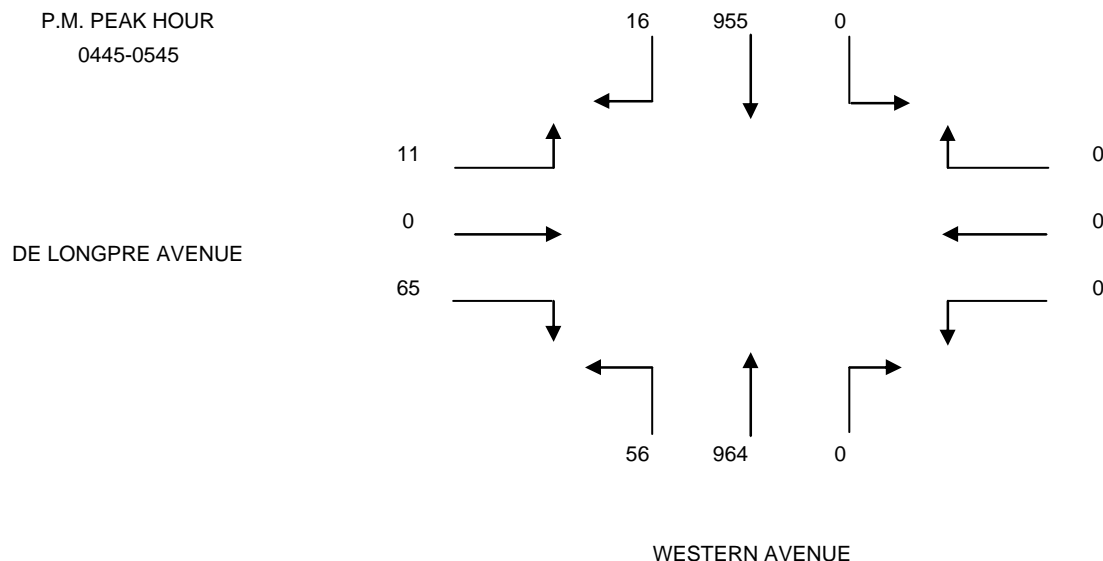 P.M. PEAK HOUR
0445-0545
16 955 0
11 0
0 0
DE LONGPRE AVENUE
65 0
56 964 0
WESTERN AVENUE